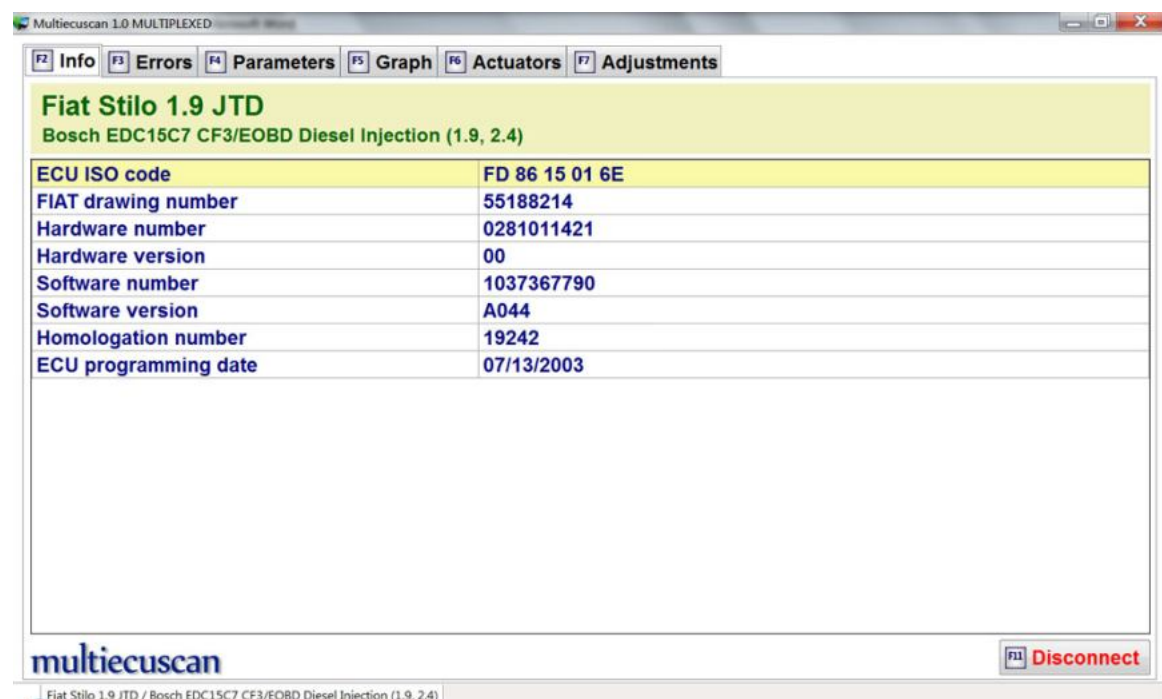 Multiecuscan 1.0 MULTIPLEXED
F2 Info F3 Errors F4 Parameters F5 Graph F6 Actuators F7 Adjustments
Fiat Stilo 1.9 JTD
Bosch EDC15C7 CF3/EOBD Diesel Injection (1.9, 2.4)
ECU ISO code FD 86 15 01 6E
FIAT drawing number 55188214
Hardware number 0281011421
Hardware version 00
Software number 1037367790
Software version A044
Homologation number 19242
ECU programming date 07/13/2003
multiecuscan F11 Disconnect
Fiat Stilo 1.9 JTD / Bosch EDC15C7 CF3/EOBD Diesel Injection (1.9, 2.4)